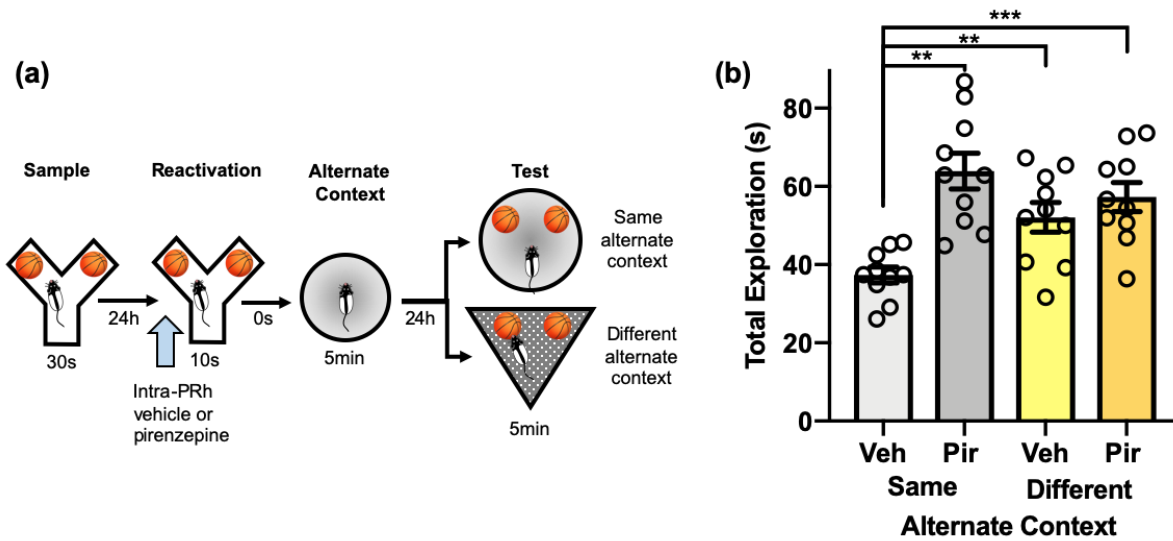 (a)
Sample
Reactivation
Alternate
Context
Test
24h
0s
24h
30s
10s
5min
Intra-PRh
vehicle or
pirenzepine
Same
alternate
context
Different
alternate
context
5min
(b)
***
**
**
Total Exploration (s)
80
60
40
20
0
Veh Pir Veh Pir
Same Different
Alternate Context